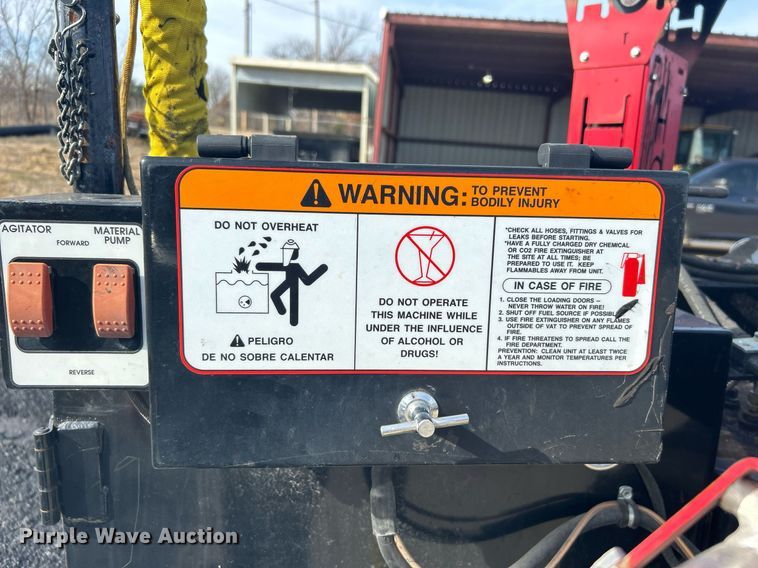 AGITATOR
MATERIAL
PUMP
FORWARD
REVERSE
WARNING: TO PREVENT
BODILY INJURY
DO NOT OVERHEAT
PELIGRO
DE NO SOBRE CALENTAR
DO NOT OPERATE
THIS MACHINE WHILE
UNDER THE INFLUENCE
OF ALCOHOL OR
DRUGS!
*CHECK ALL HOSES, FITTINGS & VALVES FOR
LEAKS BEFORE STARTING.
*HAVE A FULLY CHARGED DRY CHEMICAL
OR CO2 FIRE EXTINGUISHER AT
THE SITE AT ALL TIMES; BE
PREPARED TO USE IT. KEEP
FLAMMABLES AWAY FROM UNIT.
IN CASE OF FIRE
1. CLOSE THE LOADING DOORS –
NEVER THROW WATER ON FIRE!
2. SHUT OFF FUEL SOURCE IF POSSIBLE.
3. USE FIRE EXTINGUISHER ON ANY FLAMES
OUTSIDE OF VAT TO PREVENT SPREAD OF
FIRE.
4. IF FIRE THREATENS TO SPREAD CALL THE
FIRE DEPARTMENT.
PREVENTION: CLEAN UNIT AT LEAST TWICE
A YEAR AND MONITOR TEMPERATURES PER
INSTRUCTIONS.
Purple Wave Auction